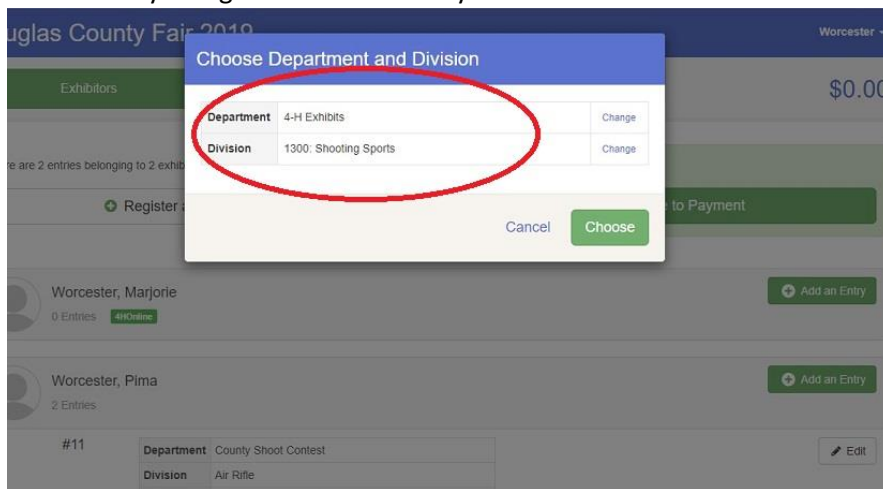 uglas County Fair 2019
Worcester
Choose Department and Division
Exhibitors
$0.00
Department 4-H Exhibits Change
Division 1300: Shooting Sports Change
re are 2 entries belonging to 2 exhib
Register
to Payment
Cancel Choose
Worcester, Marjorie
0 Entries 4HOnline
Add an Entry
Worcester, Pima
2 Entries
Add an Entry
#11
Department County Shoot Contest
Edit
Division Air Rifle